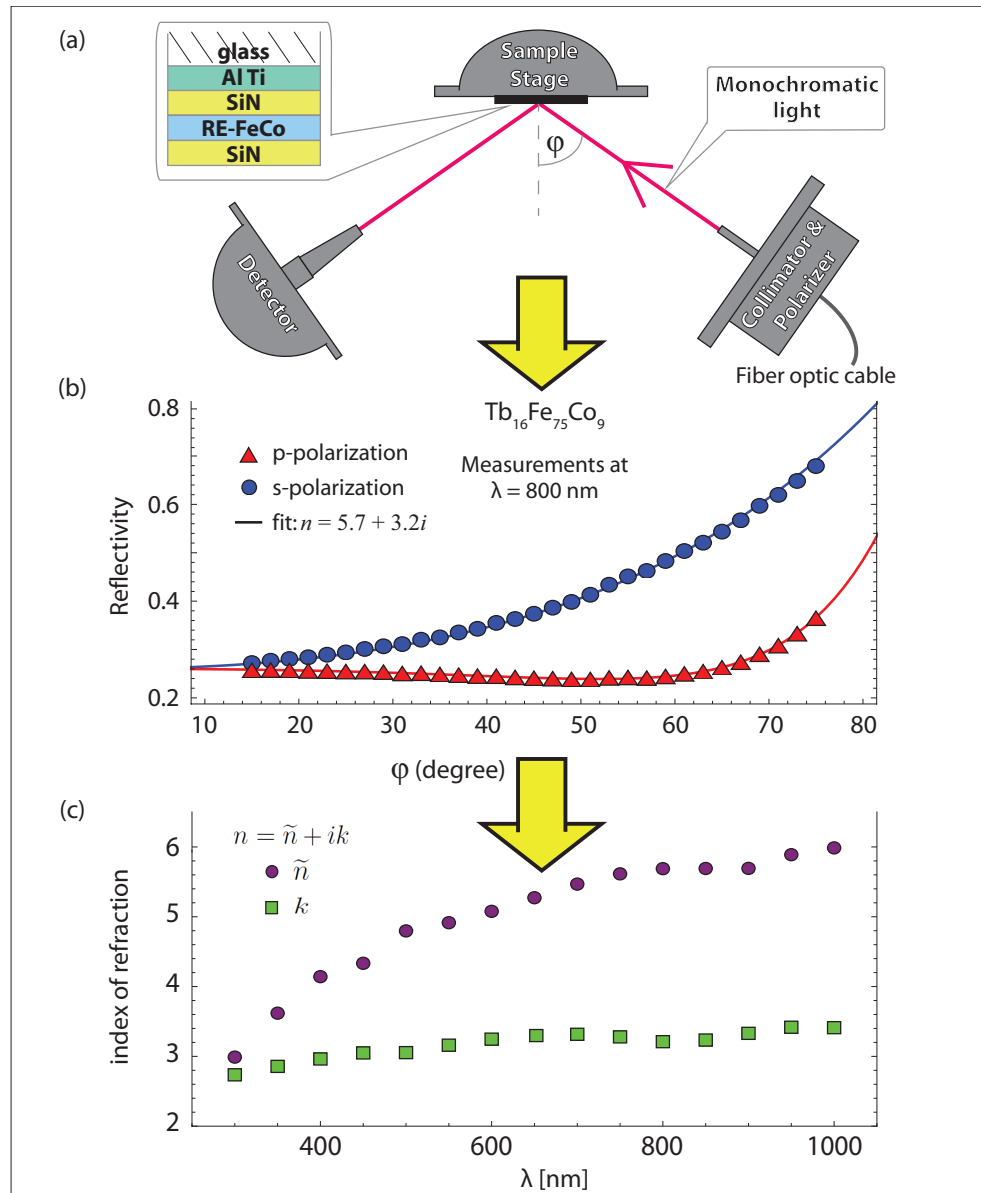 (a)
glass
Al Ti
SiN
RE-FeCo
SiN
Sample
Stage
φ
Monochromatic
light
Detector
Collimator &
Polarizer
Fiber optic cable
(b)
Tb₁₆Fe₇₅Co₉
Measurements at
λ = 800 nm
p-polarization
s-polarization
fit: n = 5.7 + 3.2i
Reflectivity
0.8
0.6
0.4
0.2
10 20 30 40 50 60 70 80
φ (degree)
(c)
n = ñ + ik
ñ
k
index of refraction
6
5
4
3
2
400 600 800 1000
λ [nm]